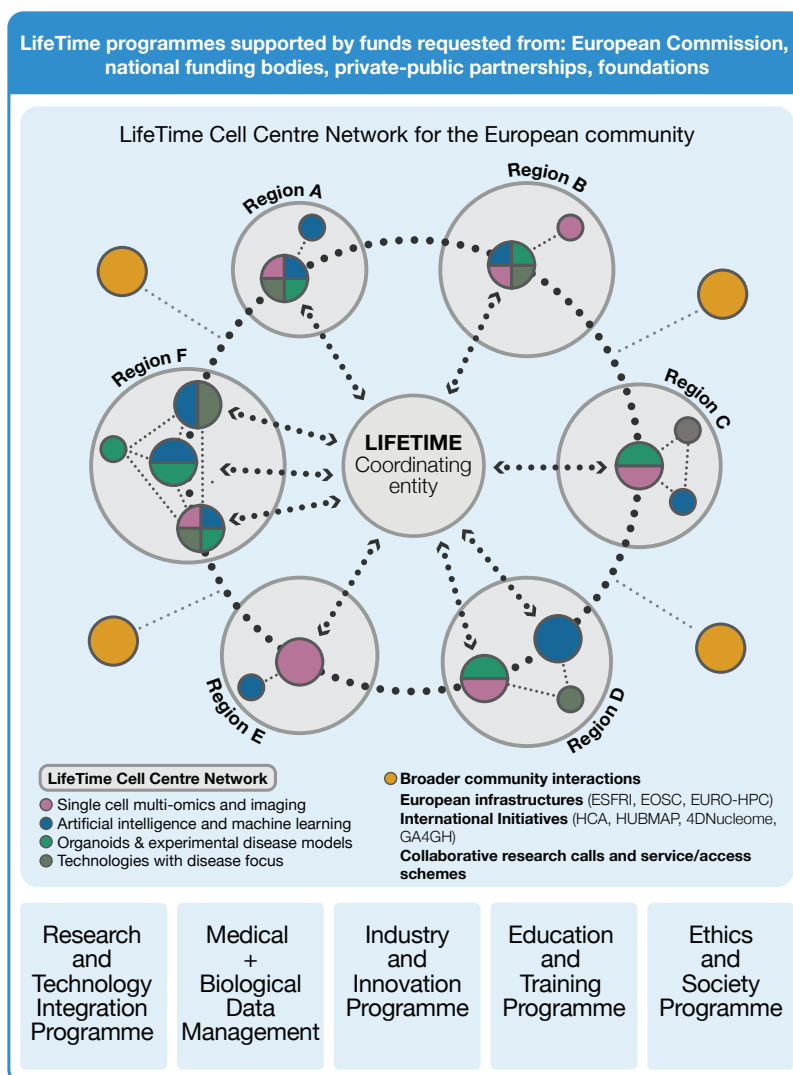 LifeTime programmes supported by funds requested from: European Commission,
national funding bodies, private-public partnerships, foundations
LifeTime Cell Centre Network for the European community
Region A
Region B
Region F
Region C
LIFETIME
Coordinating
entity
Region E
Region D
LifeTime Cell Centre Network
Single cell multi-omics and imaging
Artificial intelligence and machine learning
Organoids & experimental disease models
Technologies with disease focus
Broader community interactions
European infrastructures (ESFRI, EOSC, EURO-HPC)
International Initiatives (HCA, HUBMAP, 4DNucleome,
GA4GH)
Collaborative research calls and service/access
schemes
Research
and
Technology
Integration
Programme
Medical
+
Biological
Data
Management
Industry
and
Innovation
Programme
Education
and
Training
Programme
Ethics
and
Society
Programme